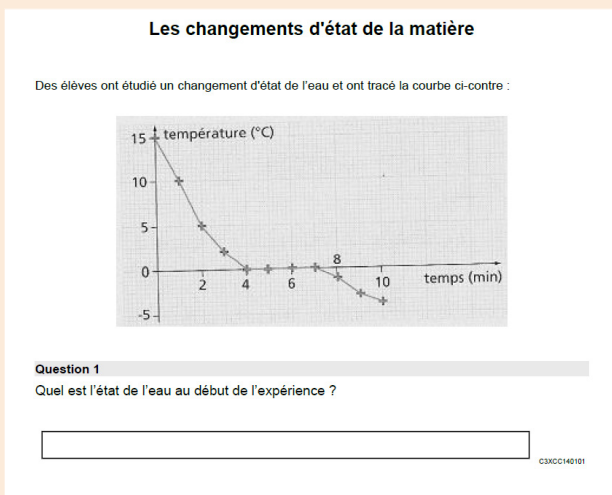 Les changements d'état de la matière
Des élèves ont étudié un changement d'état de l'eau et ont tracé la courbe ci-contre :
15 température (°C)
10
5
8
0
2 4 6 10 temps (min)
-5
Question 1
Quel est l'état de l'eau au début de l'expérience ?
C3XCC140101